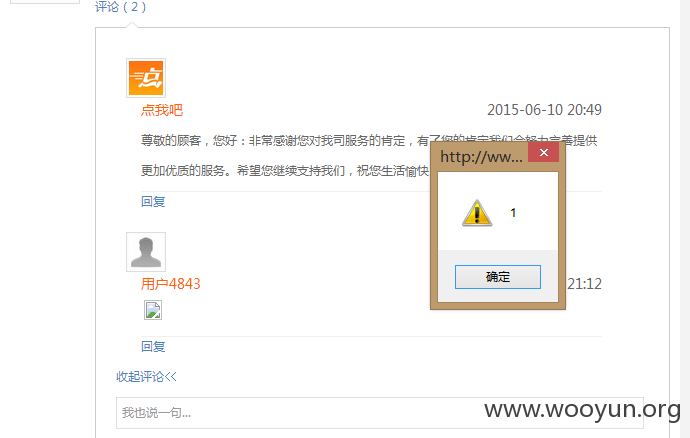 评论（2）
点
点我吧
2015-06-10 20:49
尊敬的顾客，您好：非常感谢您对我司服务的肯定，有了您的肯定我们会努力完善提供
更加优质的服务。希望您继续支持我们，祝您生活愉快
回复
http://ww...
1
确定
用户4843
21:12
回复
收起评论<<
我也说一句...
www.wooyun.org